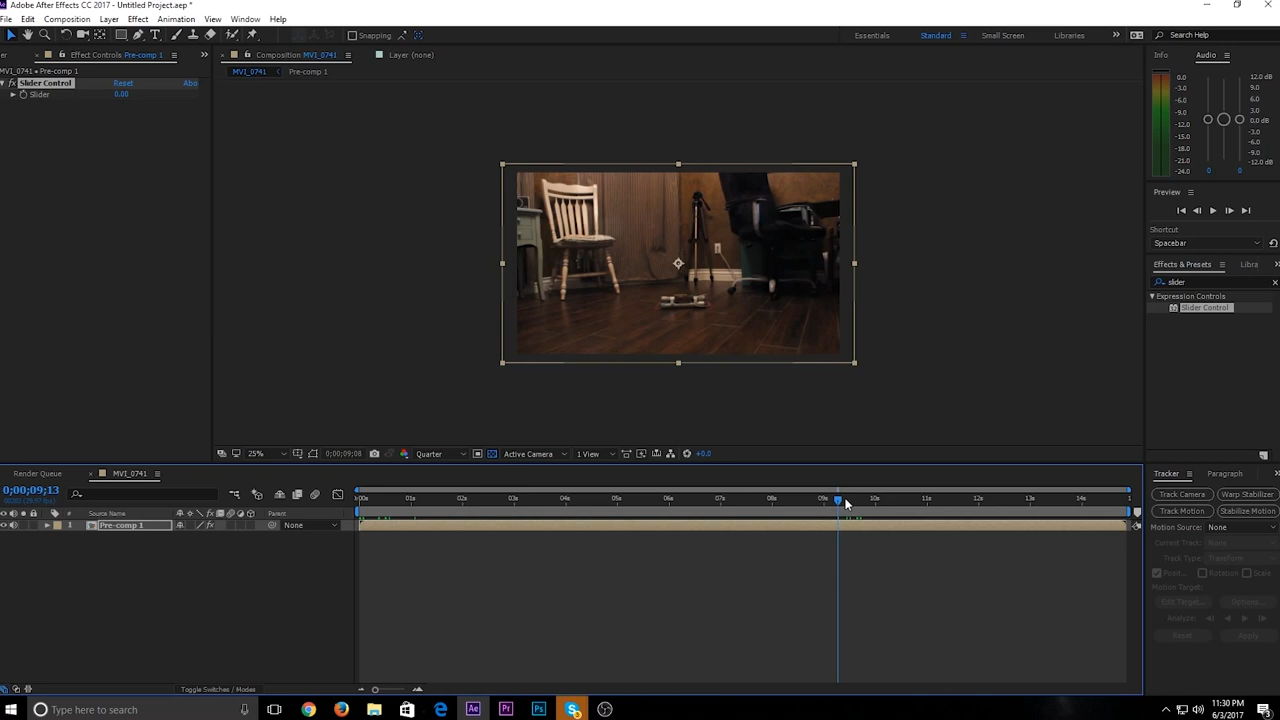 Adobe After Effects CC 2017 - Untitled Project.aep *
File Edit Composition Layer Effect Animation View Window Help
Snapping Essentials Standard Small Screen Libraries Search Help
Effect Controls Pre-comp 1 Composition MVI_0741 Layer (none) Info Audio
MVI_0741 • Pre-comp 1 MVI_0741 Pre-comp 1
fx Slider Control Reset Abo
Slider 0.00
0.0 12.0 dB
-3.0 9.0
-6.0 6.0
-9.0 3.0
-12.0 0.0 dB
-15.0 -3.0
-18.0 -6.0
-21.0 -9.0
-24.0 -12.0 dB
0 0
Preview
Shortcut
Spacebar
Effects & Presets Libra
slider
Expression Controls
Slider Control
25% 0;00;09;08 Quarter Active Camera 1 View +0.0
Render Queue MVI_0741 Tracker Paragraph
0;00;09;13
Track Camera Warp Stabilizer
01s 02s 03s 04s 05s 06s 07s 08s 09s 10s 11s 12s 13s 14s
# Source Name Parent Track Motion Stabilize Motion
1 Pre-comp 1 None
Motion Source: None
Current Track: None
Track Type: Transform
Rotation Scale
Motion Target:
Edit Target... Options...
Analyze:
Reset Apply
Toggle Switches / Modes
Type here to search
11:30 PM
6/3/2017